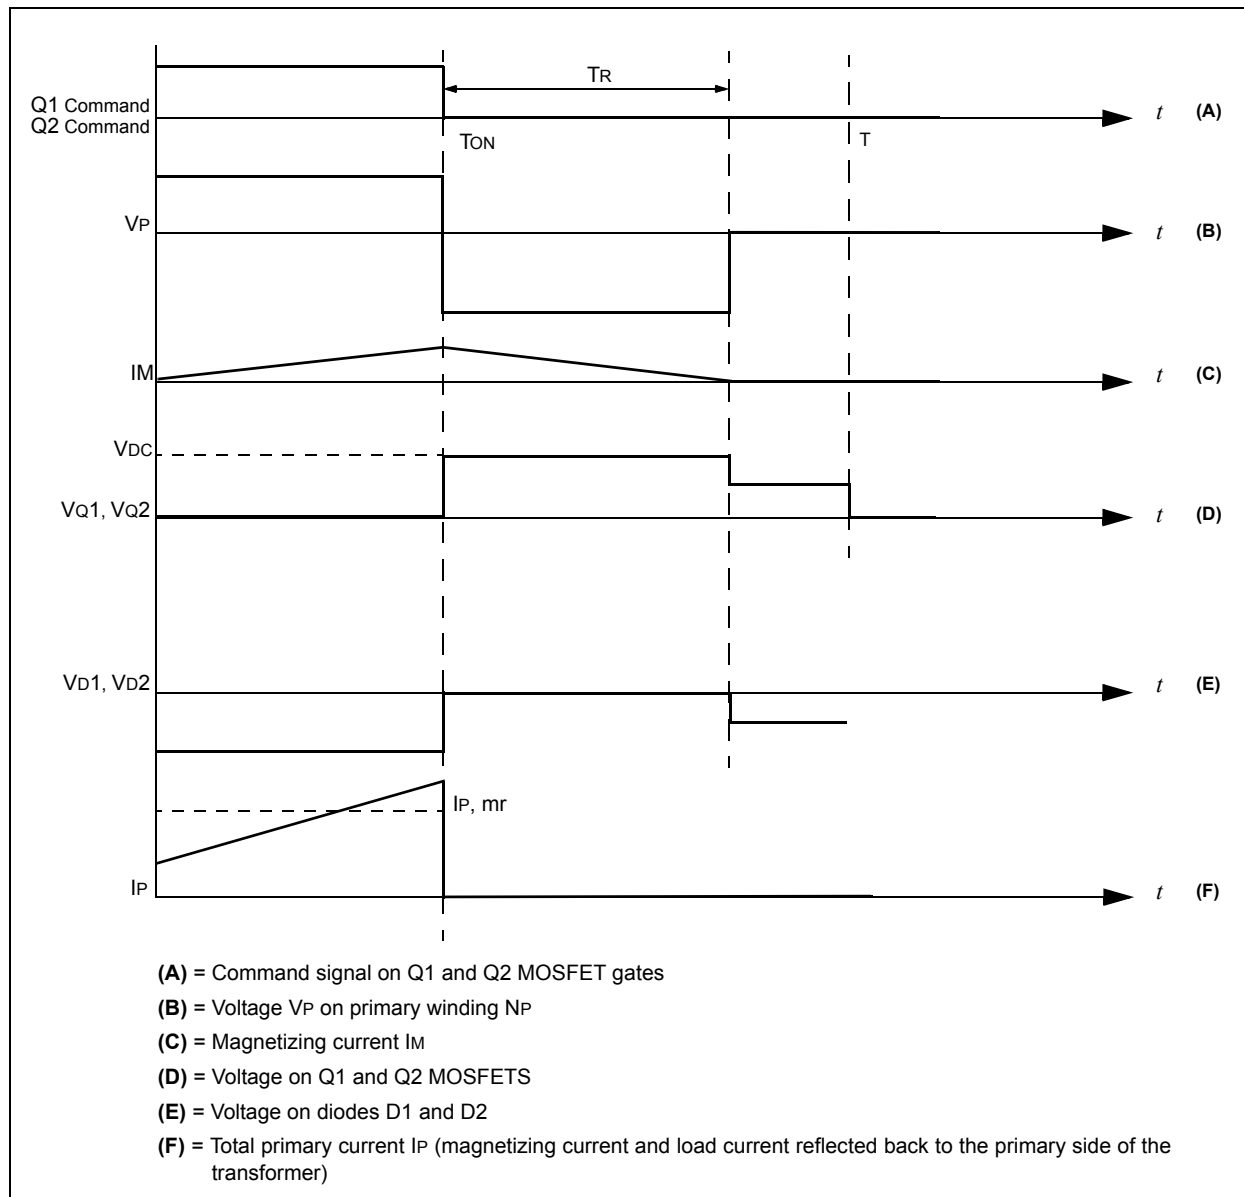 TR
Q1 Command
Q2 Command
t (A)
TON
T
VP
t (B)
IM
t (C)
VDC
VQ1, VQ2
t (D)
VD1, VD2
t (E)
IP, mr
IP
t (F)
(A) = Command signal on Q1 and Q2 MOSFET gates
(B) = Voltage VP on primary winding NP
(C) = Magnetizing current IM
(D) = Voltage on Q1 and Q2 MOSFETS
(E) = Voltage on diodes D1 and D2
(F) = Total primary current IP (magnetizing current and load current reflected back to the primary side of the
transformer)